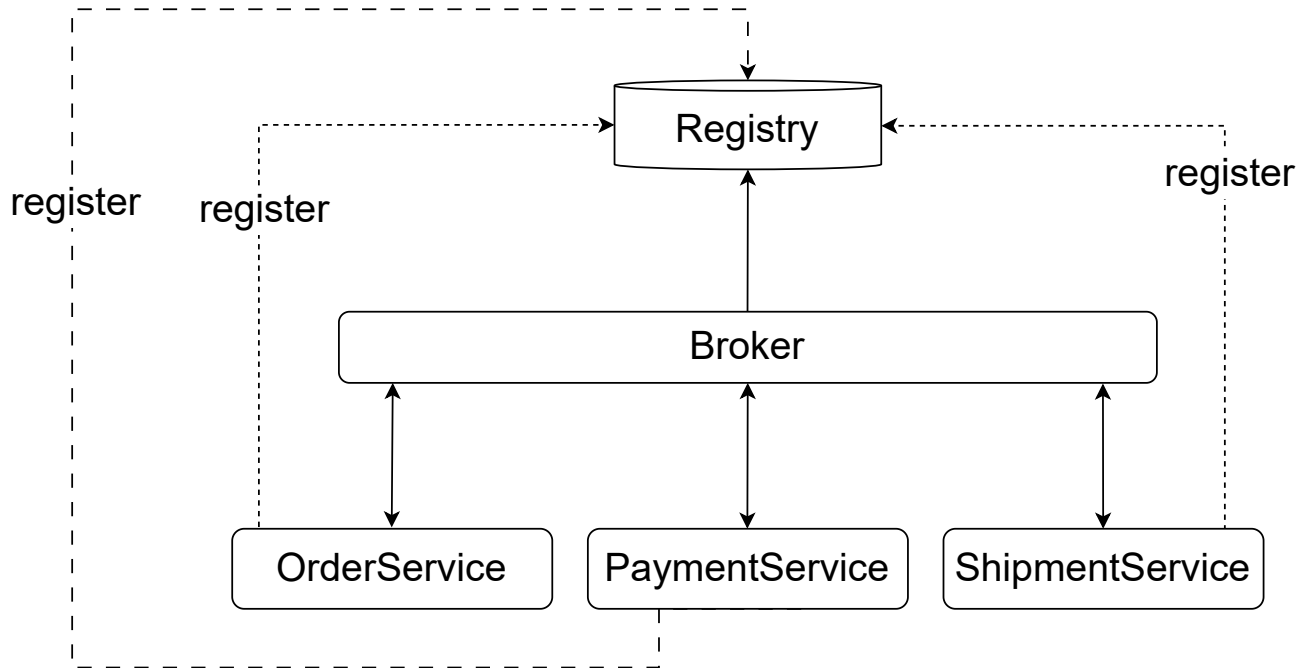 Registry
register
register
register
Broker
OrderService
PaymentService
ShipmentService